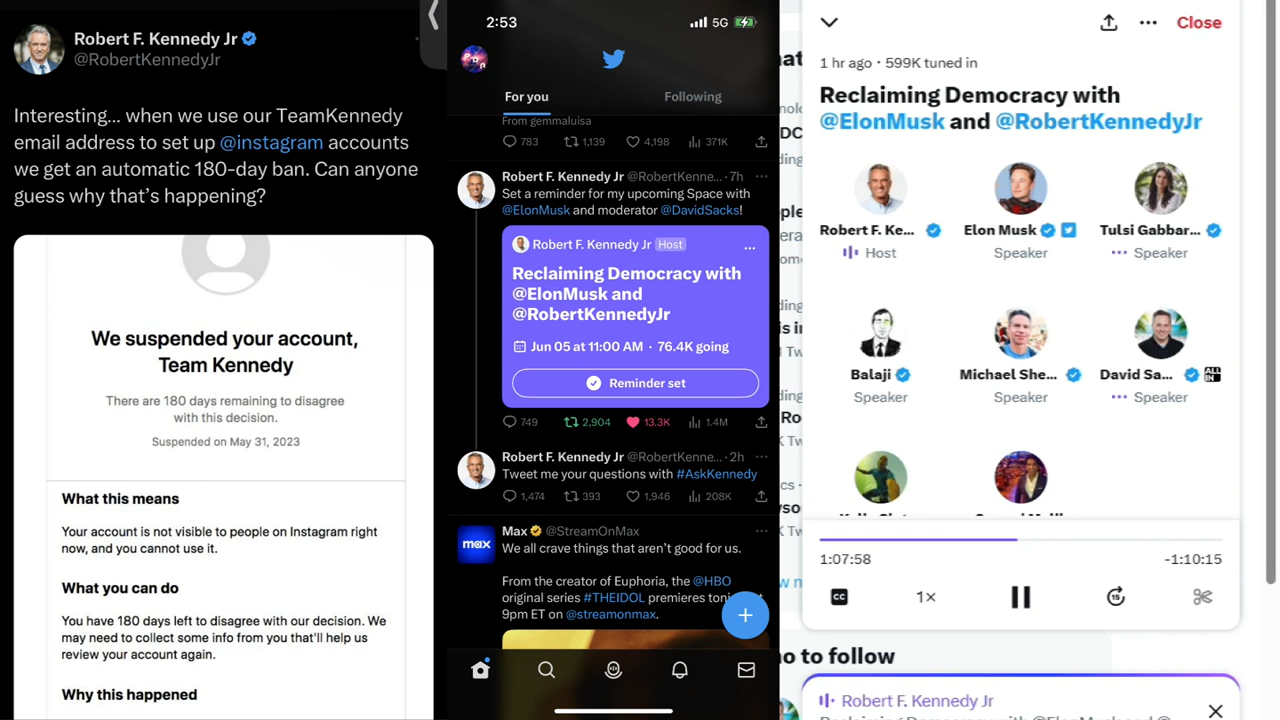 Robert F. Kennedy Jr
@RobertKennedyJr
Interesting... when we use our TeamKennedy
email address to set up @instagram accounts
we get an automatic 180-day ban. Can anyone
guess why that's happening?
We suspended your account,
Team Kennedy
There are 180 days remaining to disagree
with this decision.
Suspended on May 31, 2023
What this means
Your account is not visible to people on Instagram right
now, and you cannot use it.
What you can do
You have 180 days left to disagree with our decision. We
may need to collect some info from you that'll help us
review your account again.
Why this happened
2:53
5G
For you
Following
From gemmaluisa
783 1,139 4,198 371K
Robert F. Kennedy Jr @RobertKenne... · 7h
Set a reminder for my upcoming Space with
@ElonMusk and moderator @DavidSacks!
Robert F. Kennedy Jr Host
Reclaiming Democracy with
@ElonMusk and
@RobertKennedyJr
Jun 05 at 11:00 AM · 76.4K going
Reminder set
749 2,904 13.3K 1.4M
Robert F. Kennedy Jr @RobertKenne... · 2h
Tweet me your questions with #AskKennedy
1,474 393 1,946 208K
Max @StreamOnMax
max
We all crave things that aren't good for us.
From the creator of Euphoria, the @HBO
original series #THEIDOL premieres
9pm ET on @streamonmax.
Close
1 hr ago · 599K tuned in
Reclaiming Democracy with
@ElonMusk and @RobertKennedyJr
Robert F. Ke... Elon Musk Tulsi Gabbar...
Host Speaker Speaker
Balaji Michael She... David Sa... ALL IN
Speaker Speaker Speaker
1:07:58 -1:10:15
CC 1× 15
to follow
Robert F. Kennedy Jr